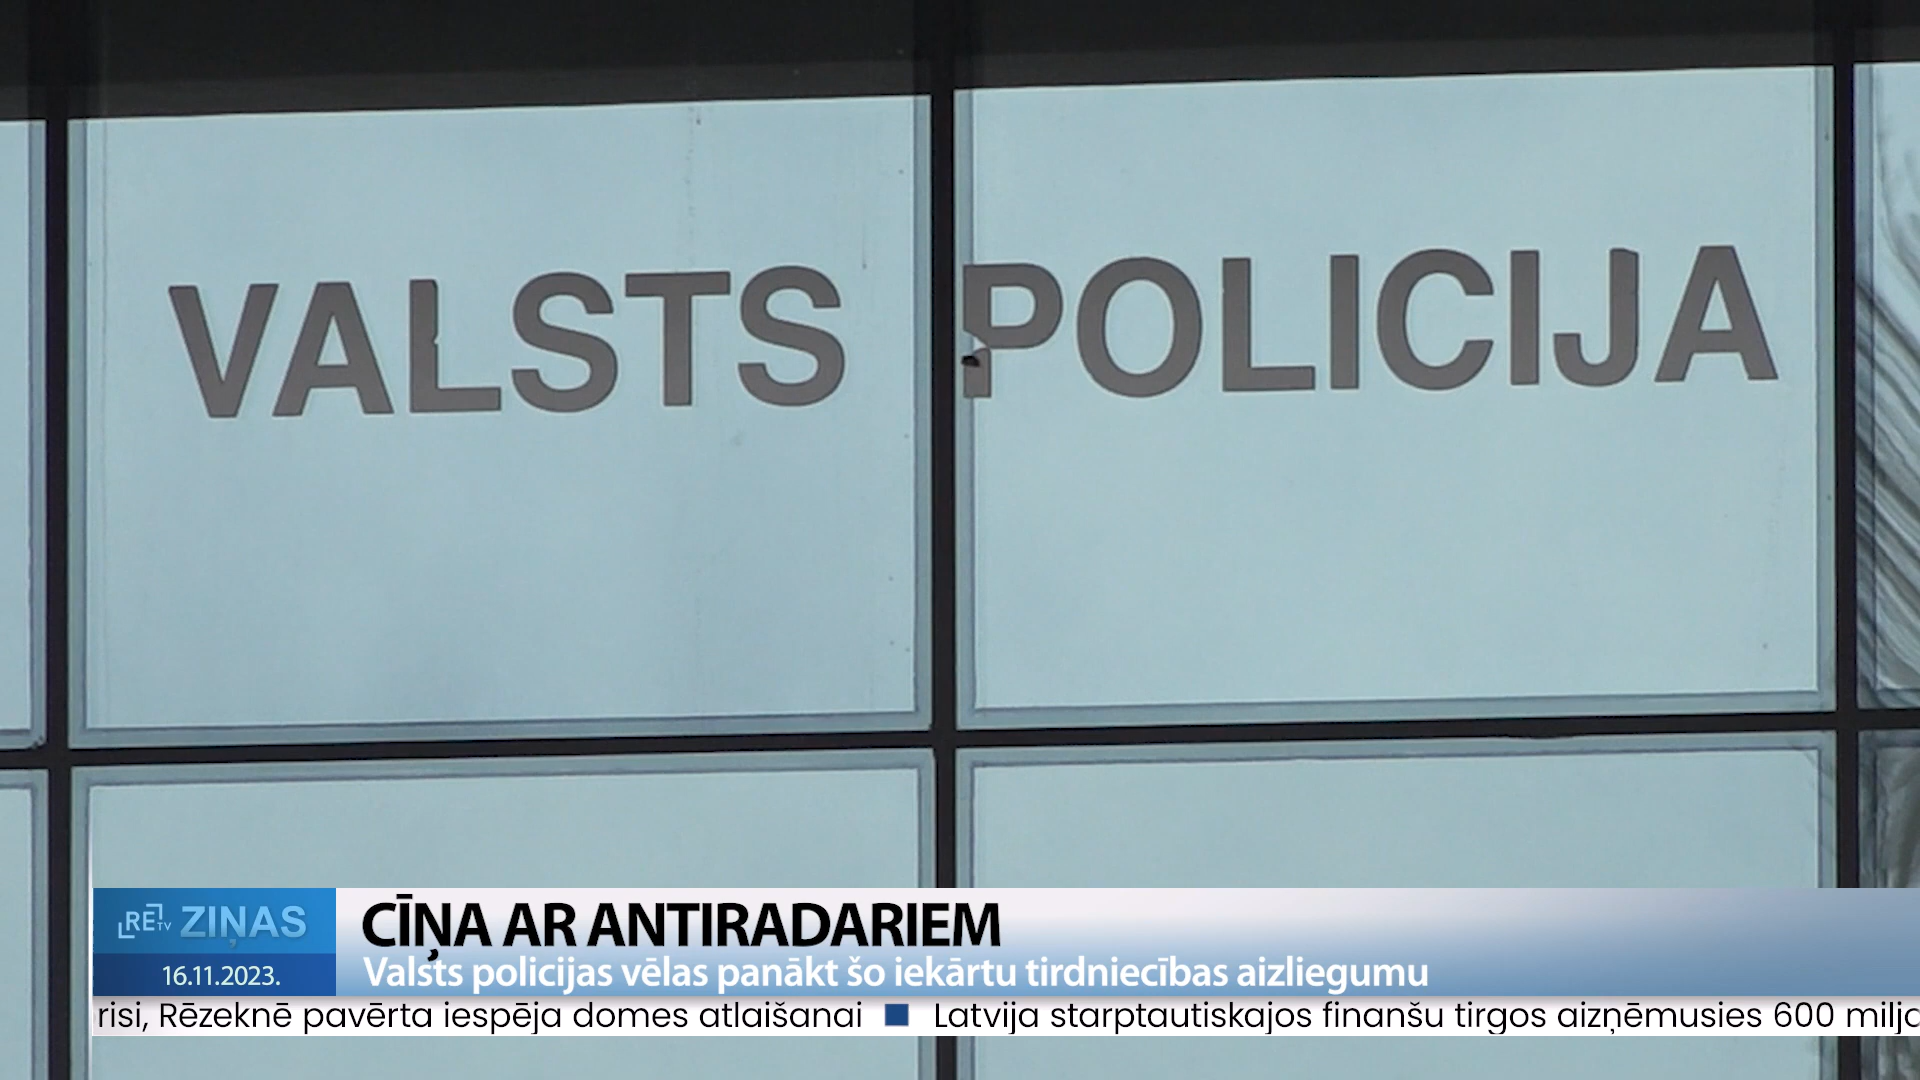 VALSTS POLICIJA
RE TV ZIŅAS
CĪŅA AR ANTIRADARIEM
16.11.2023.
Valsts policijas vēlas panākt šo iekārtu tirdniecības aizliegumu
risi, Rēzeknē pavērta iespēja domes atlaišanai
Latvija starptautiskajos finanšu tirgos aizņēmusies 600 milja